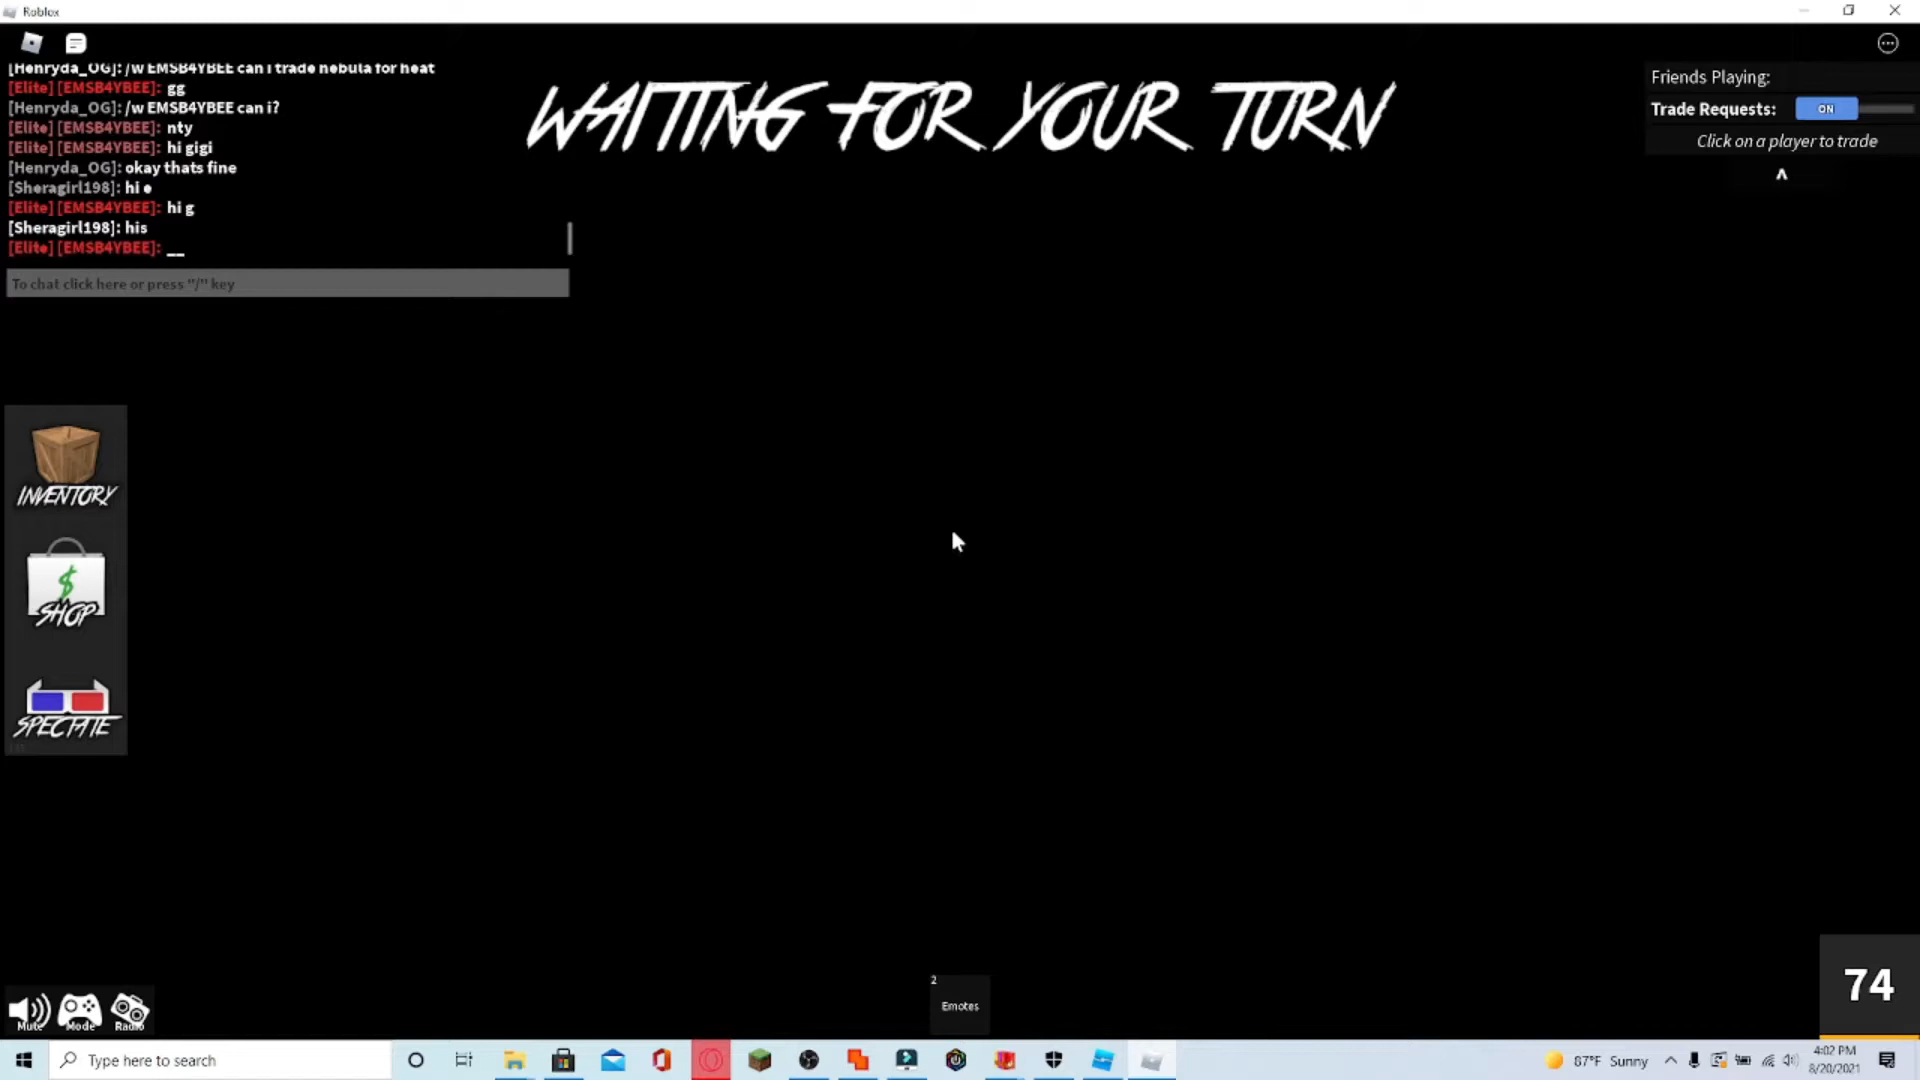 Roblox
[Henryda_OG]: /w EMSB4YBEE can i trade nebula for heat
[Elite] [EMSB4YBEE]: gg
[Henryda_OG]: /w EMSB4YBEE can i?
[Elite] [EMSB4YBEE]: nty
[Elite] [EMSB4YBEE]: hi gigi
[Henryda_OG]: okay thats fine
[Sheragirl198]: hi e
[Elite] [EMSB4YBEE]: hi g
[Sheragirl198]: his
[Elite] [EMSB4YBEE]: __
To chat click here or press "/" key
WAITING FOR YOUR TURN
Friends Playing:
Trade Requests: ON
Click on a player to trade
^
INVENTORY
$
SHOP
SPECTATE
Mute Mode Radio
2
Emotes
74
Type here to search
87°F Sunny
4:02 PM
8/20/2021